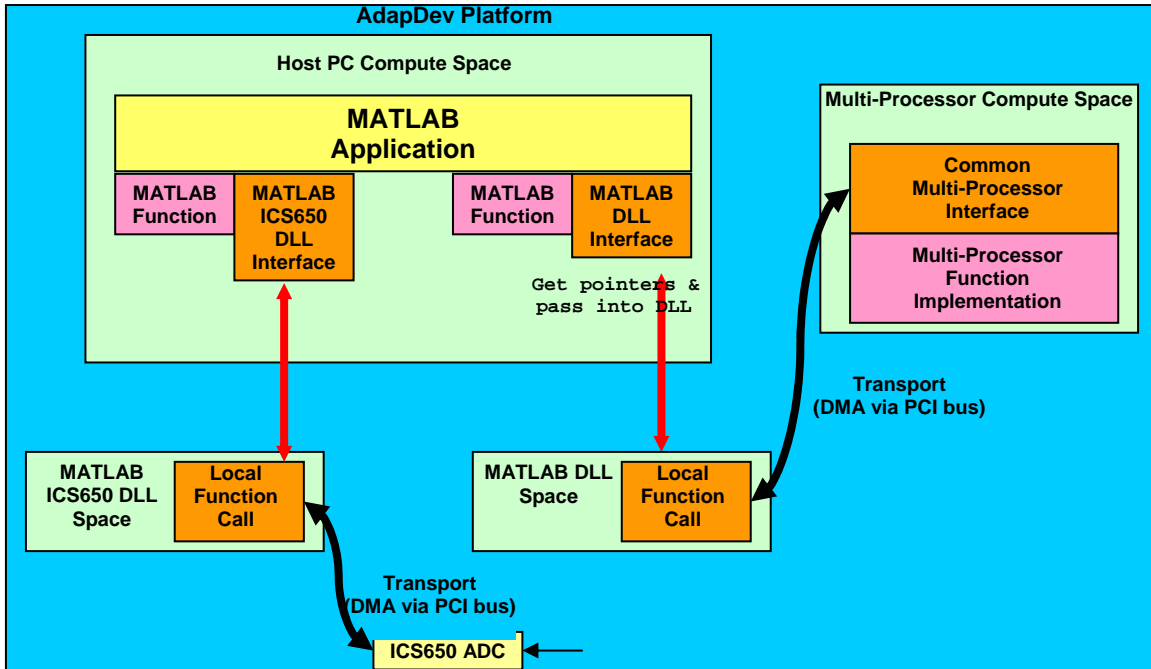 AdapDev Platform
Host PC Compute Space
MATLAB
Application
MATLAB
Function
MATLAB
ICS650
DLL
Interface
MATLAB
Function
MATLAB
DLL
Interface
Get pointers &
pass into DLL
Multi-Processor Compute Space
Common
Multi-Processor
Interface
Multi-Processor
Function
Implementation
Transport
(DMA via PCI bus)
MATLAB
ICS650 DLL
Space
Local
Function
Call
MATLAB DLL
Space
Local
Function
Call
Transport
(DMA via PCI bus)
ICS650 ADC